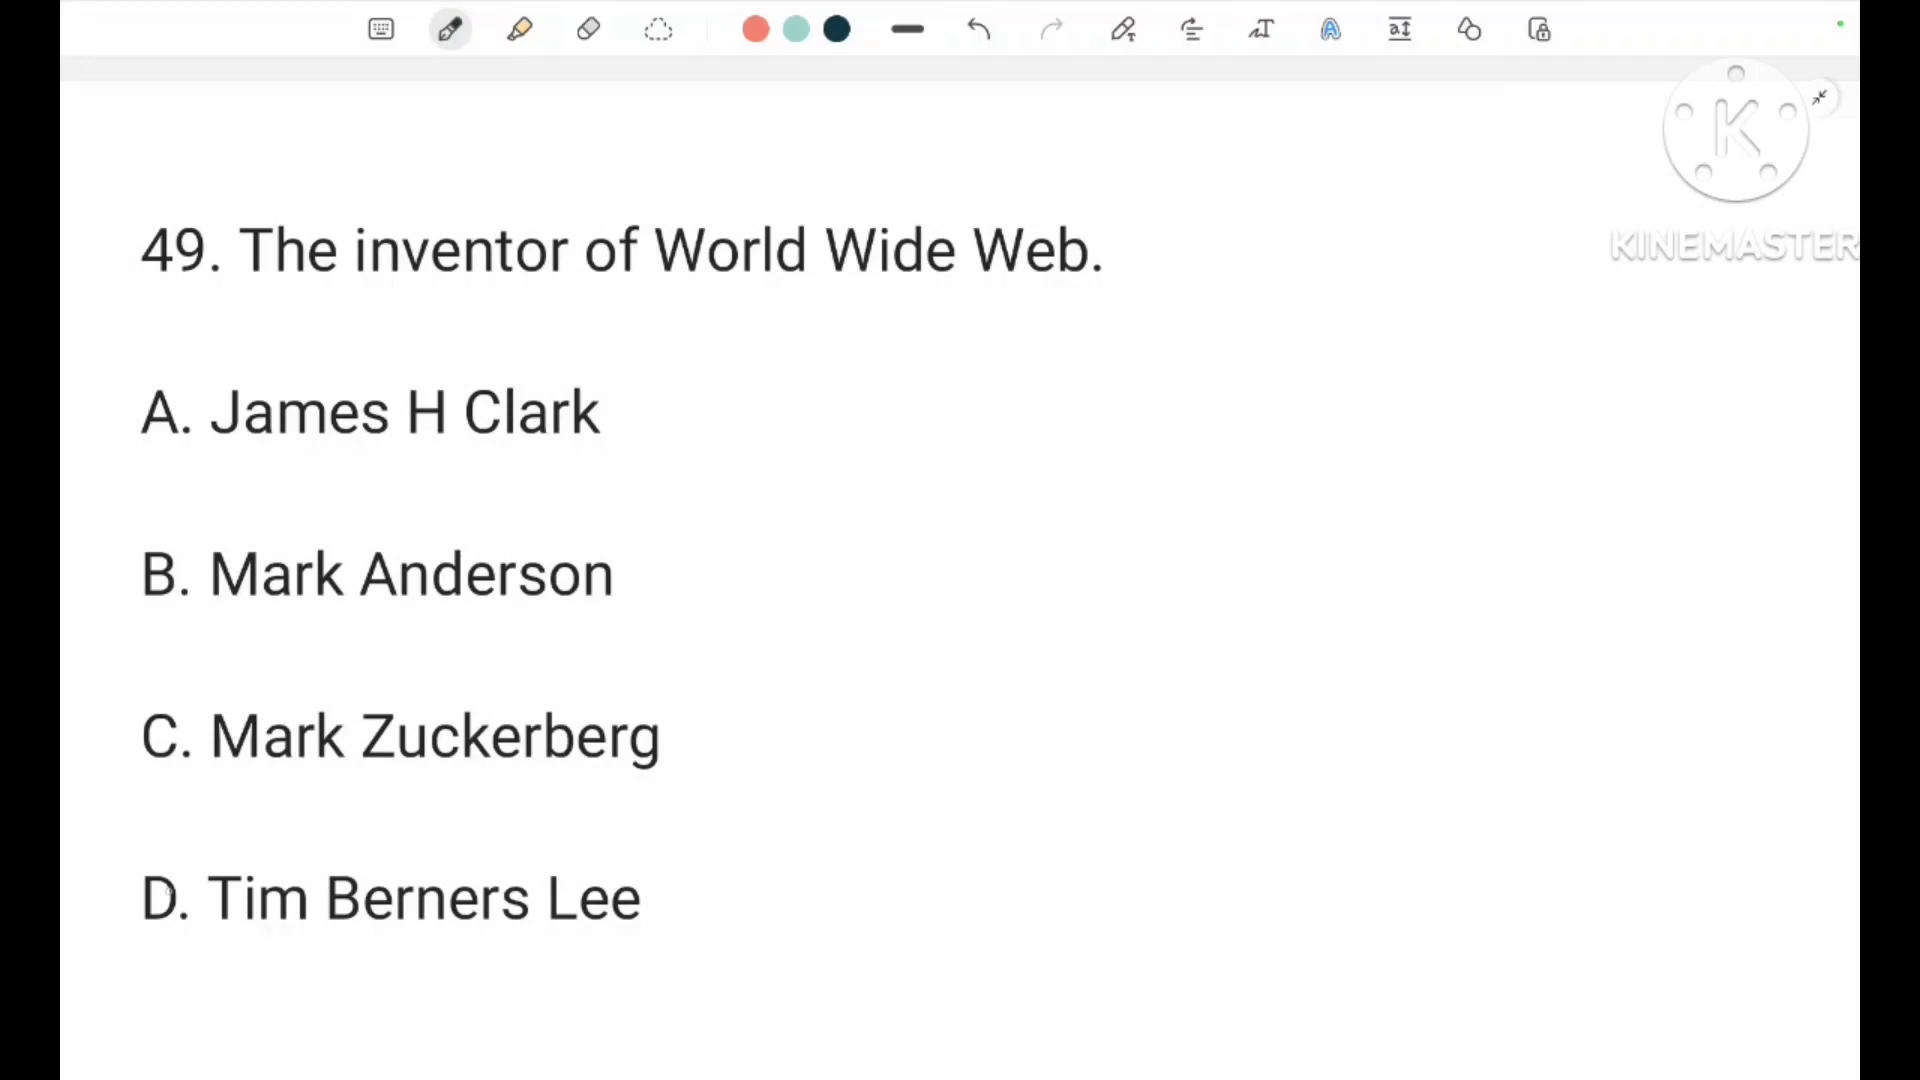 49. The inventor of World Wide Web.
KINEMASTER
A. James H Clark
B. Mark Anderson
C. Mark Zuckerberg
D. Tim Berners Lee